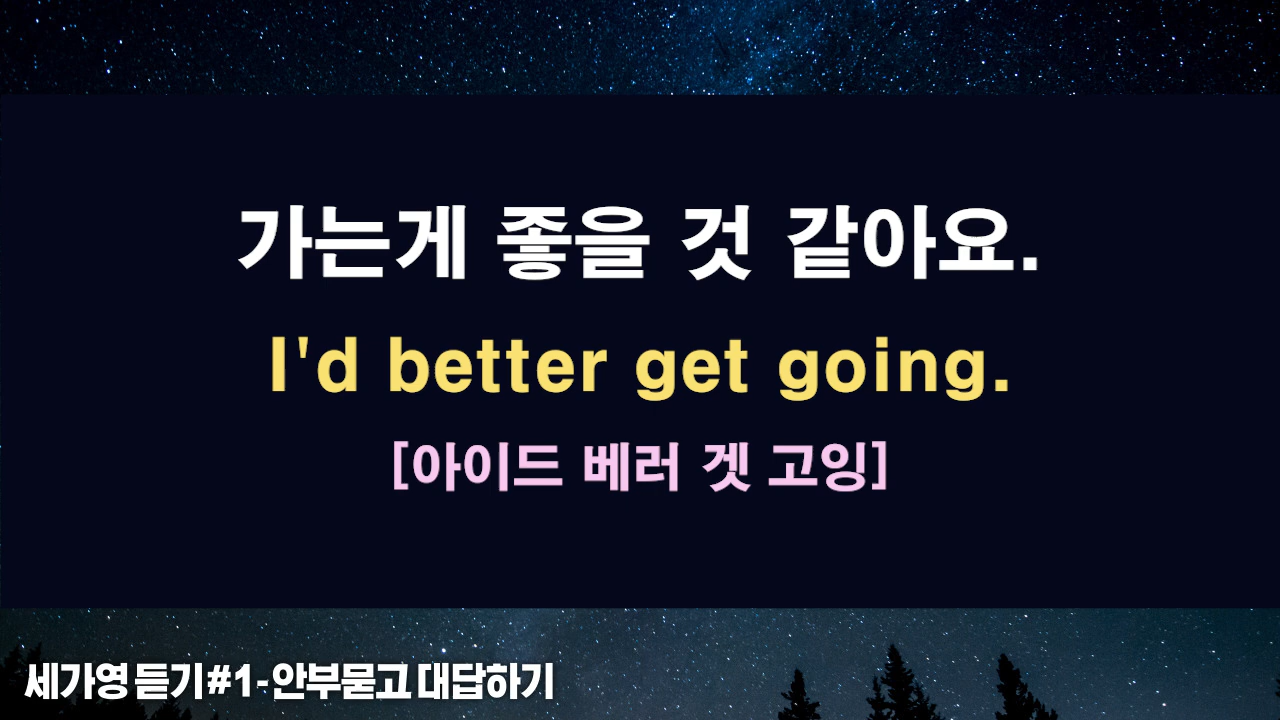 가는게 좋을 것 같아요.
I'd better get going.
[아이드 베러 겟 고잉]
세가영 듣기 #1 - 안부묻고 대답하기